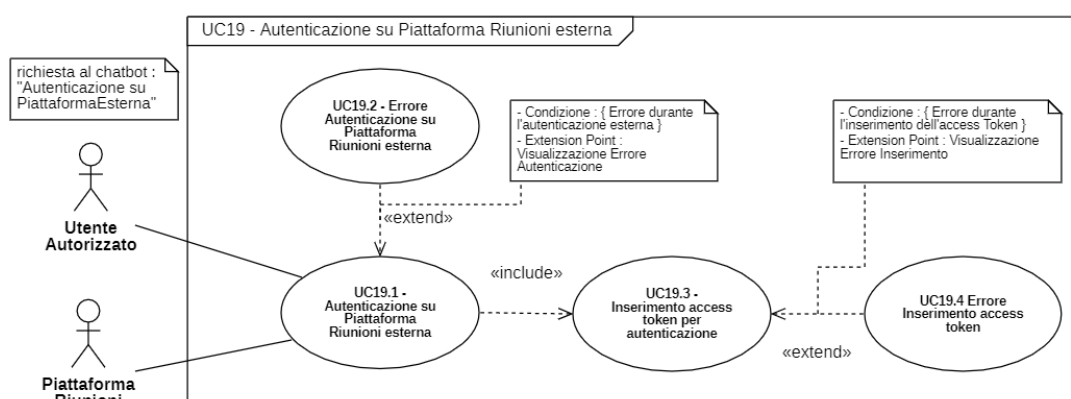 UC19 - Autenticazione su Piattaforma Riunioni esterna
richiesta al chatbot :
"Autenticazione su
PiattaformaEsterna"
UC19.2 - Errore
Autenticazione su
Piattaforma
Riunioni esterna
- Condizione : { Errore durante
l'autenticazione esterna }
- Extension Point :
Visualizzazione Errore
Autenticazione
- Condizione : { Errore durante
l'inserimento dell'access Token }
- Extension Point : Visualizzazione
Errore Inserimento
«extend»
Utente
Autorizzato
UC19.1 -
Autenticazione su
Piattaforma
Riunioni esterna
«include»
UC19.3 -
Inserimento access
token per
autenticazione
UC19.4 Errore
Inserimento access
token
«extend»
Piattaforma
Riunioni